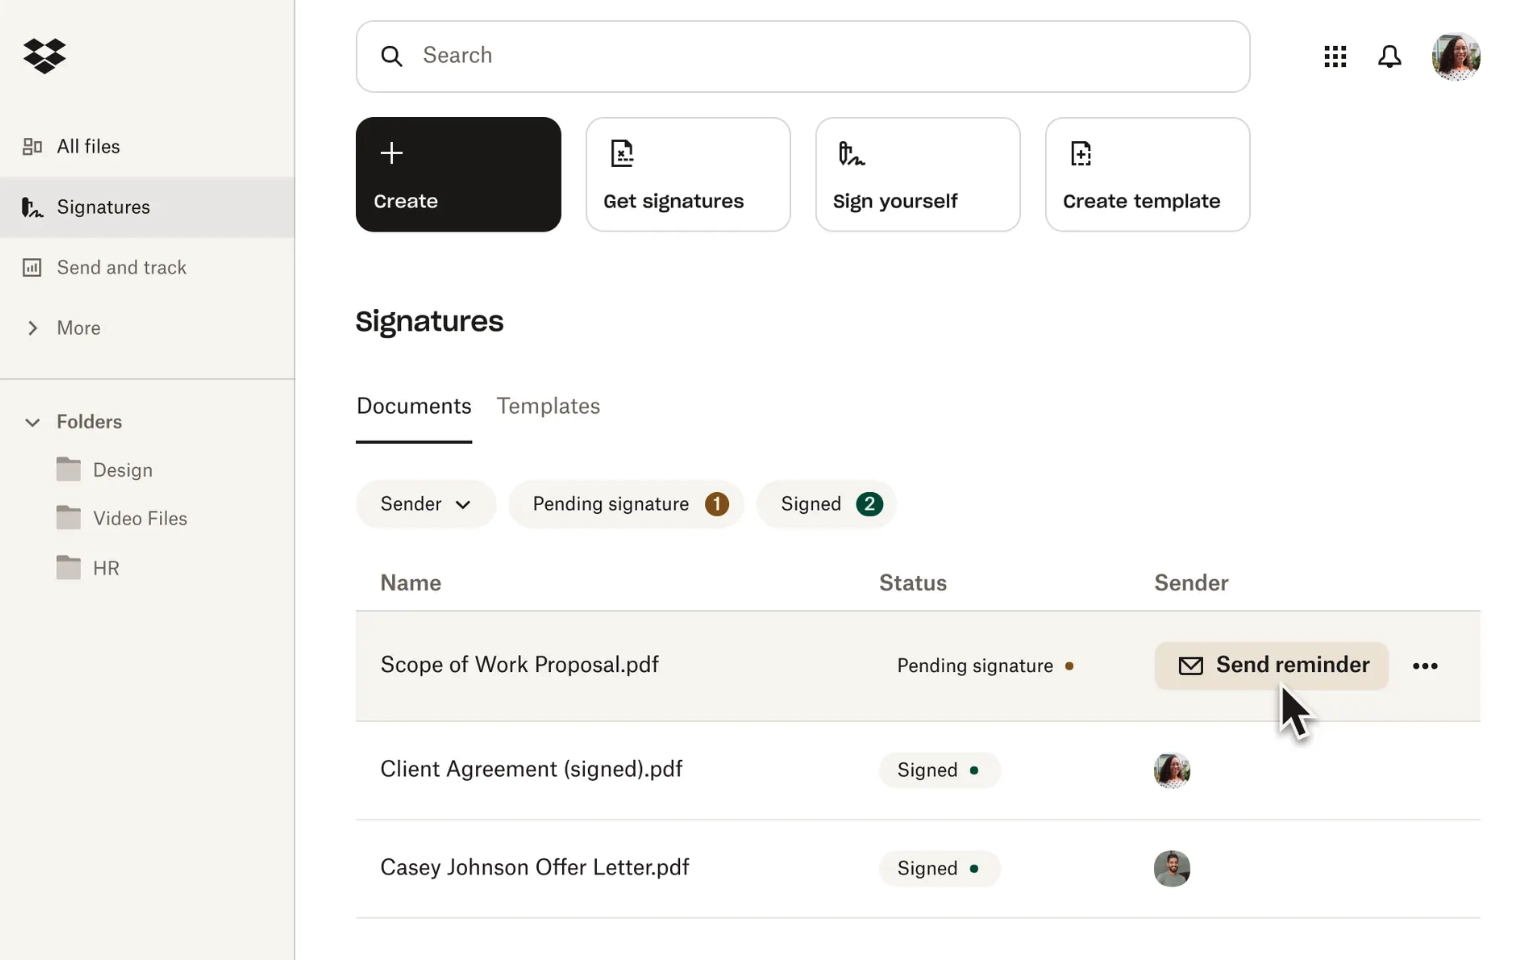 Search
All files
Signatures
Send and track
More
Folders
Design
Video Files
HR
Create
Get signatures
Sign yourself
Create template
Signatures
Documents Templates
Sender Pending signature 1 Signed 2
Name Status Sender
Scope of Work Proposal.pdf Pending signature Send reminder
Client Agreement (signed).pdf Signed
Casey Johnson Offer Letter.pdf Signed